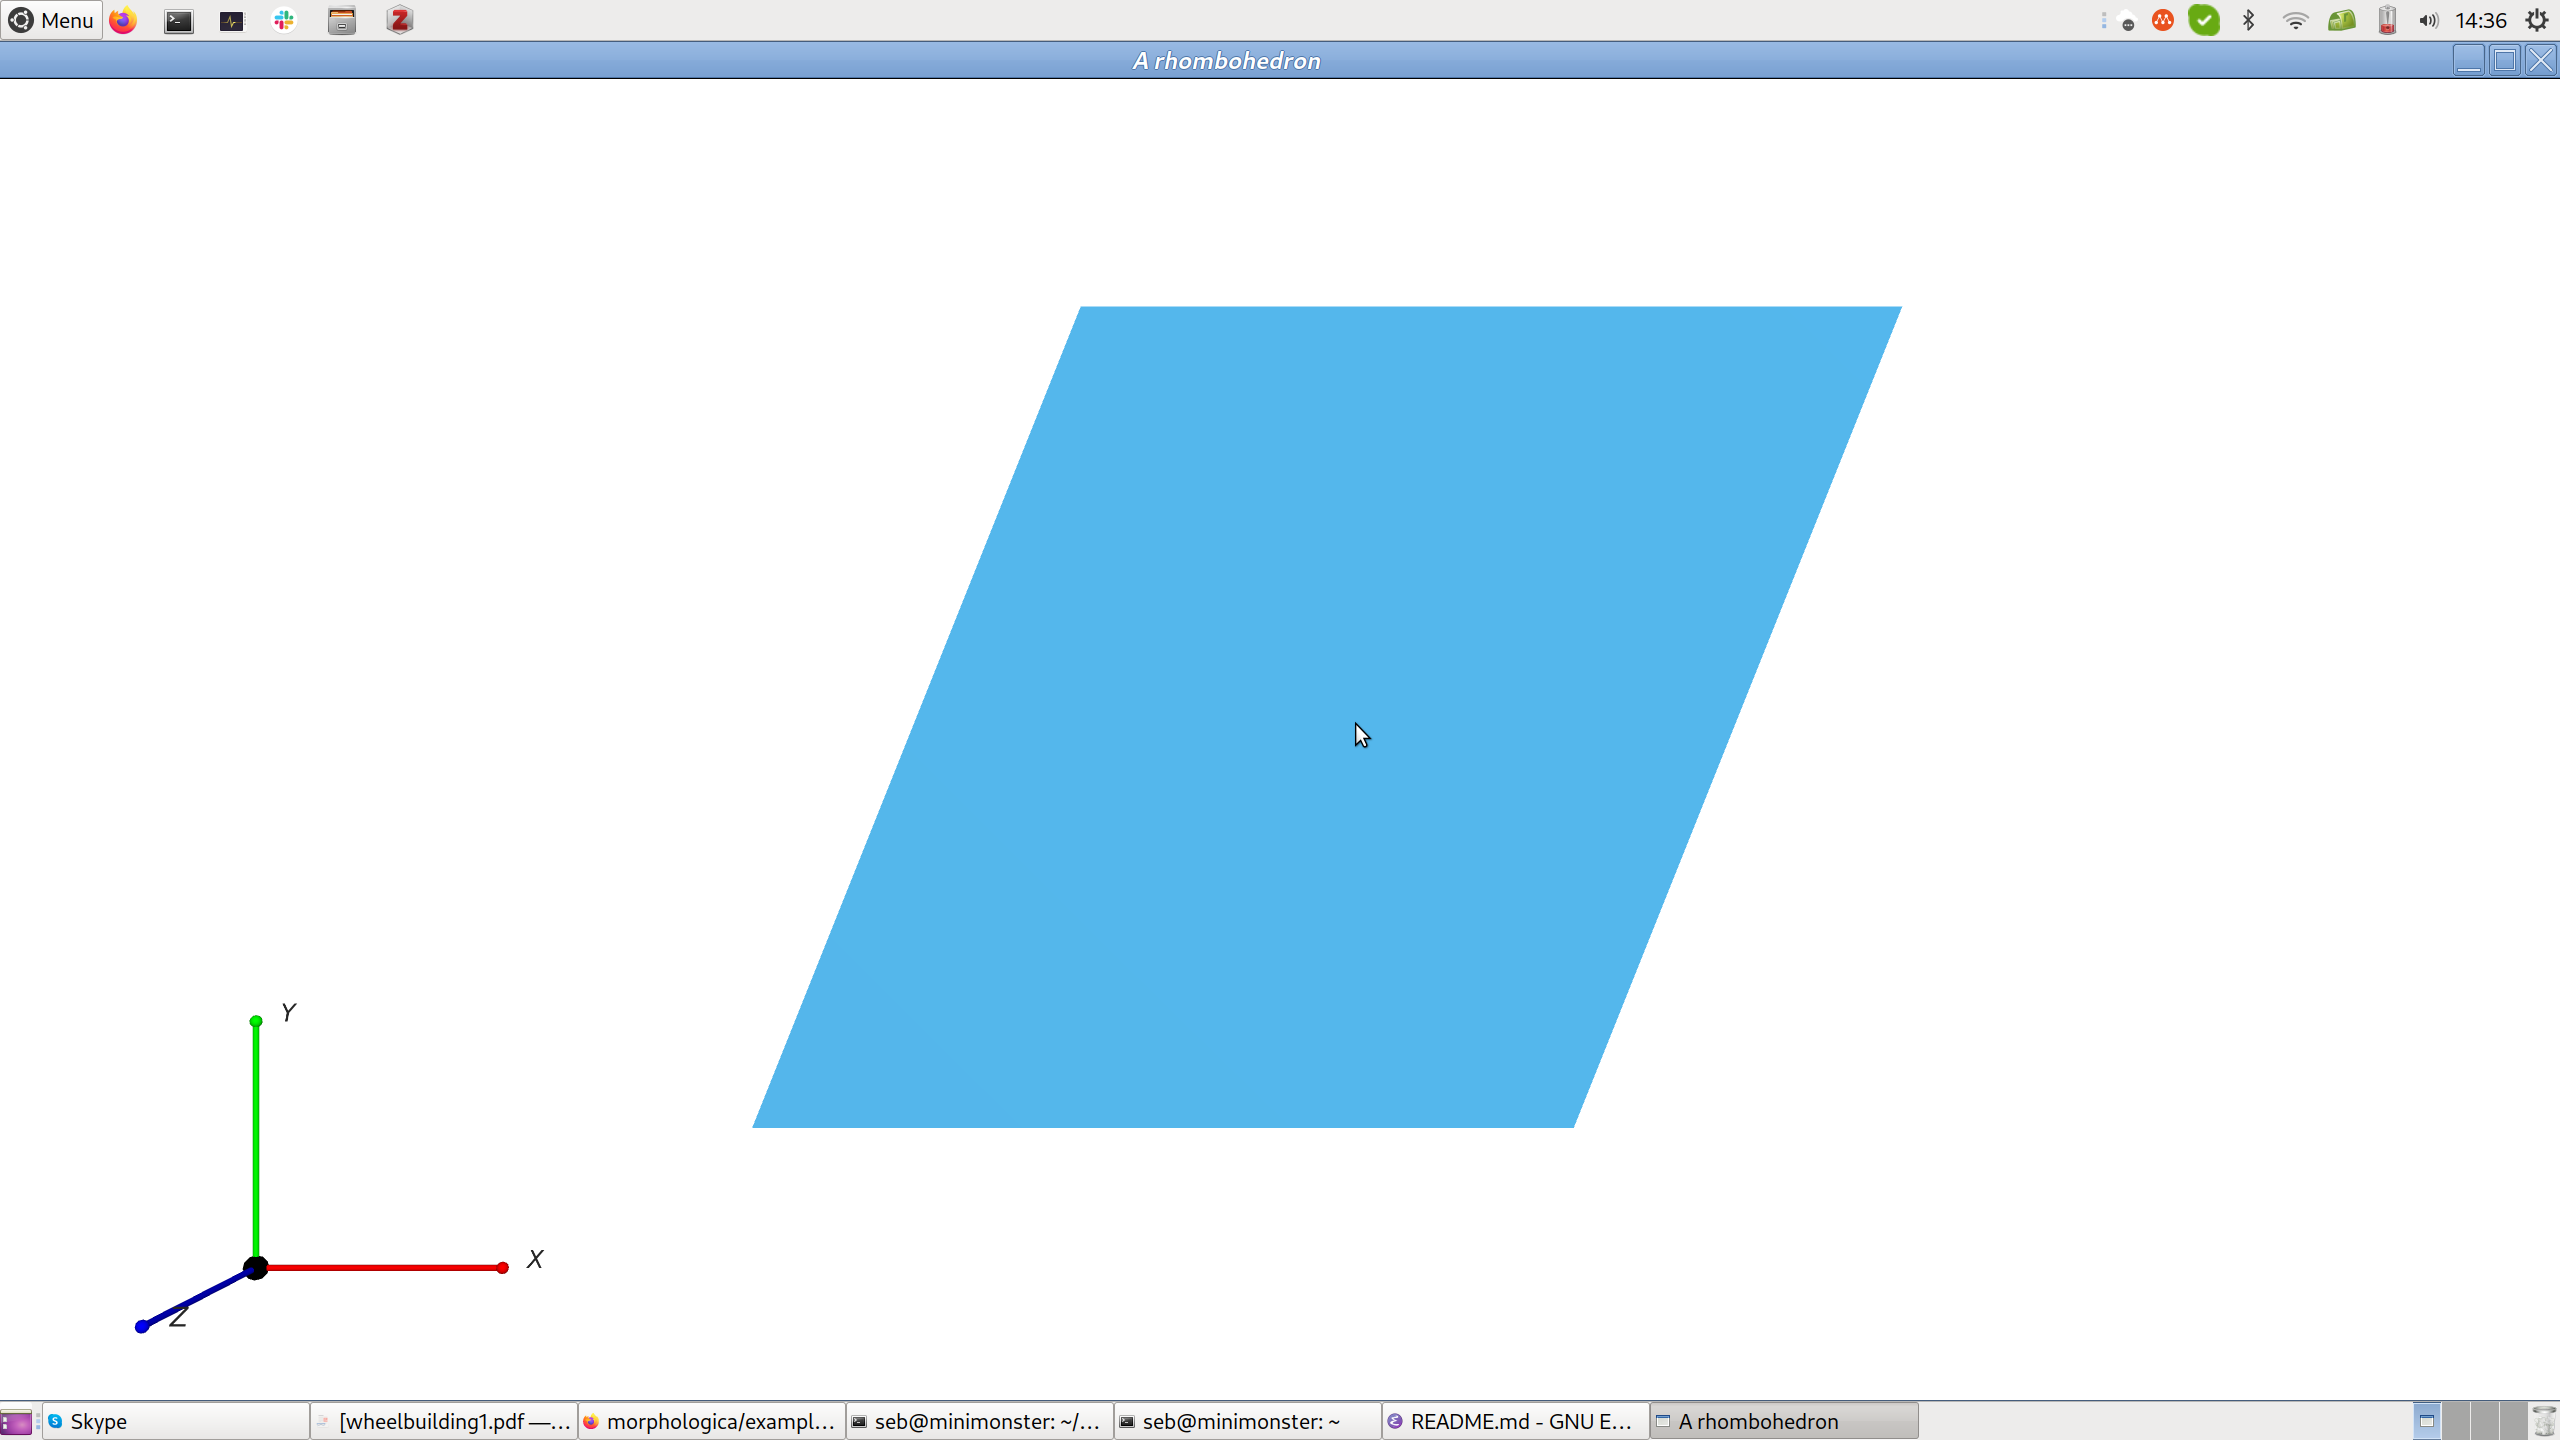 Menu
14:36
A rhombohedron
Y
X
Z
Skype
[wheelbuilding1.pdf —...
morphologica/exampl...
seb@minimonster: ~/...
seb@minimonster: ~
README.md - GNU E...
A rhombohedron